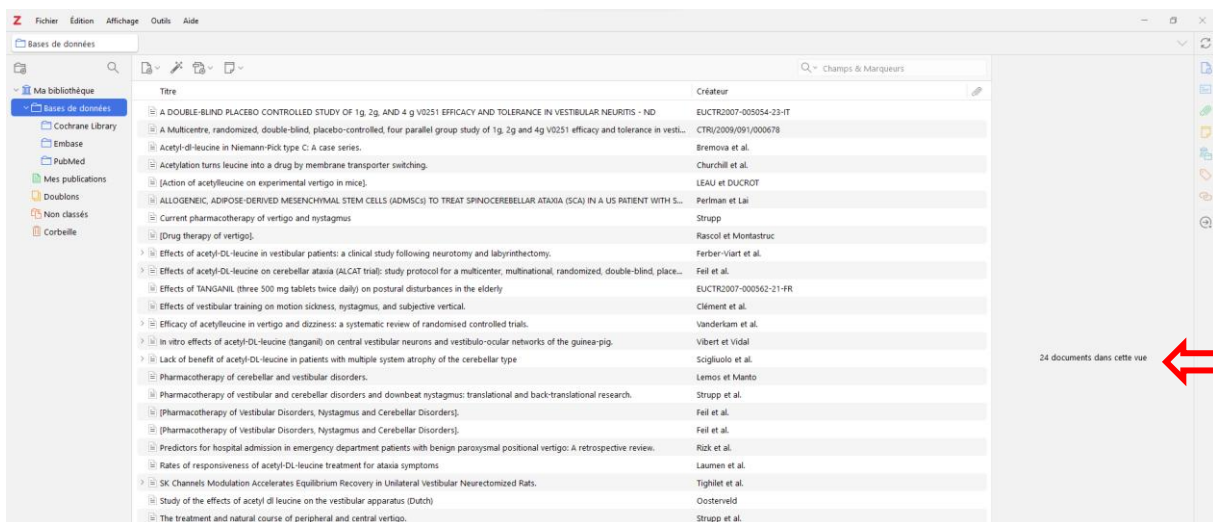 Z Fichier Édition Affichage Outils Aide
Bases de données
Champs & Marqueurs
Ma bibliothèque
Bases de données
Cochrane Library
Embase
PubMed
Mes publications
Doublons
Non classés
Corbeille
Titre Créateur
A DOUBLE-BLIND PLACEBO CONTROLLED STUDY OF 1g, 2g, AND 4 g V0251 EFFICACY AND TOLERANCE IN VESTIBULAR NEURITIS - ND EUCTR2007-005054-23-IT
A Multicentre, randomized, double-blind, placebo-controlled, four parallel group study of 1g, 2g and 4g V0251 efficacy and tolerance in vesti... CTRI/2009/091/000678
Acetyl-dl-leucine in Niemann-Pick type C: A case series. Bremova et al.
Acetylation turns leucine into a drug by membrane transporter switching. Churchill et al.
[Action of acetylleucine on experimental vertigo in mice]. LEAU et DUCROT
ALLOGENEIC, ADIPOSE-DERIVED MESENCHYMAL STEM CELLS (ADMSCs) TO TREAT SPINOCEREBELLAR ATAXIA (SCA) IN A US PATIENT WITH S... Perlman et Lai
Current pharmacotherapy of vertigo and nystagmus Strupp
[Drug therapy of vertigo]. Rascol et Montastruc
Effects of acetyl-DL-leucine in vestibular patients: a clinical study following neurotomy and labyrinthectomy. Ferber-Viart et al.
Effects of acetyl-DL-leucine on cerebellar ataxia (ALCAT trial): study protocol for a multicenter, multinational, randomized, double-blind, place... Feil et al.
Effects of TANGANIL (three 500 mg tablets twice daily) on postural disturbances in the elderly EUCTR2007-000562-21-FR
Effects of vestibular training on motion sickness, nystagmus, and subjective vertical. Clément et al.
Efficacy of acetylleucine in vertigo and dizziness: a systematic review of randomised controlled trials. Vanderkam et al.
In vitro effects of acetyl-DL-leucine (tanganil) on central vestibular neurons and vestibulo-ocular networks of the guinea-pig. Vibert et Vidal
Lack of benefit of acetyl-DL-leucine in patients with multiple system atrophy of the cerebellar type Scigliuolo et al.
24 documents dans cette vue
Pharmacotherapy of cerebellar and vestibular disorders. Lemos et Manto
Pharmacotherapy of vestibular and cerebellar disorders and downbeat nystagmus: translational and back-translational research. Strupp et al.
[Pharmacotherapy of Vestibular Disorders, Nystagmus and Cerebellar Disorders]. Feil et al.
[Pharmacotherapy of Vestibular Disorders, Nystagmus and Cerebellar Disorders]. Feil et al.
Predictors for hospital admission in emergency department patients with benign paroxysmal positional vertigo: A retrospective review. Rizk et al.
Rates of responsiveness of acetyl-DL-leucine treatment for ataxia symptoms Laumen et al.
SK Channels Modulation Accelerates Equilibrium Recovery in Unilateral Vestibular Neurectomized Rats. Tighilet et al.
Study of the effects of acetyl dl leucine on the vestibular apparatus (Dutch) Oosterveld
The treatment and natural course of peripheral and central vertigo. Strupp et al.